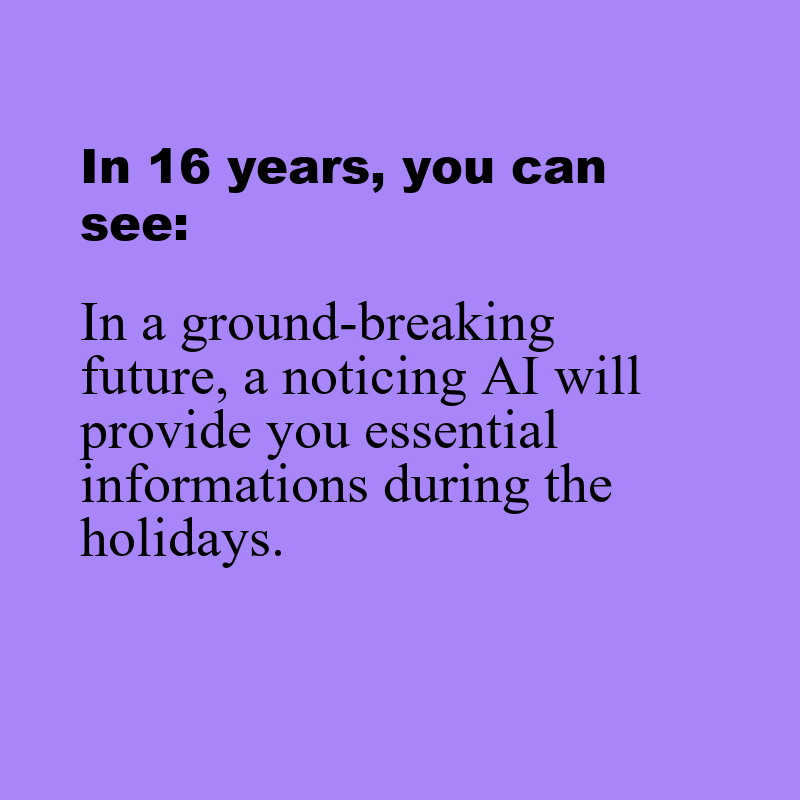 In 16 years, you can
see:
In a ground-breaking
future, a noticing AI will
provide you essential
informations during the
holidays.